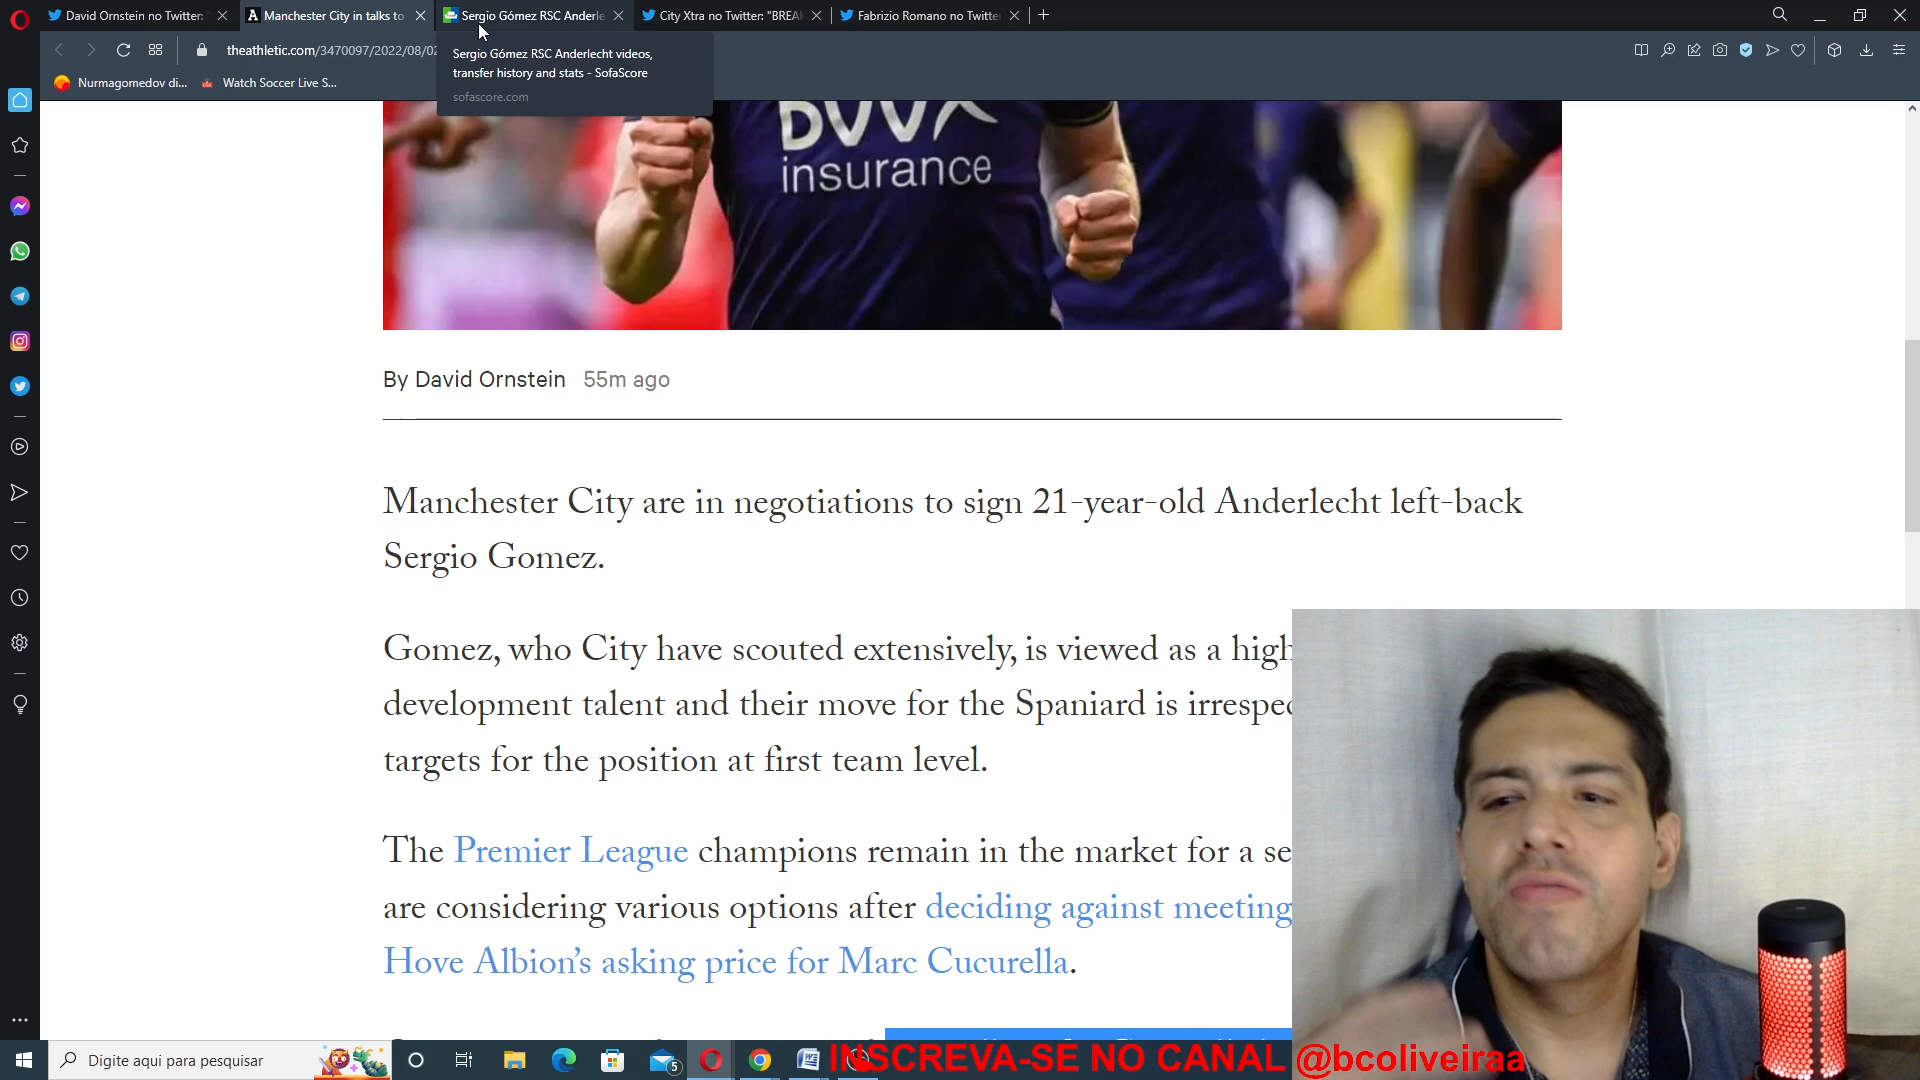 David Ornstein no Twitter: "
Manchester City in talks to
Sergio Gómez RSC Anderle
City Xtra no Twitter: "BREA
Fabrizio Romano no Twitte
theathletic.com/3470097/2022/08/02
Nurmagomedov di...
Watch Soccer Live S...
Sergio Gómez RSC Anderlecht videos,
transfer history and stats - SofaScore
sofascore.com
insurance
By David Ornstein 55m ago
Manchester City are in negotiations to sign 21-year-old Anderlecht left-back
Sergio Gomez.
Gomez, who City have scouted extensively, is viewed as a high
development talent and their move for the Spaniard is irrespec
targets for the position at first team level.
The Premier League champions remain in the market for a se
are considering various options after deciding against meeting
Hove Albion's asking price for Marc Cucurella.
Digite aqui para pesquisar
5
INSCREVA-SE NO CANAL @bcoliveiraa